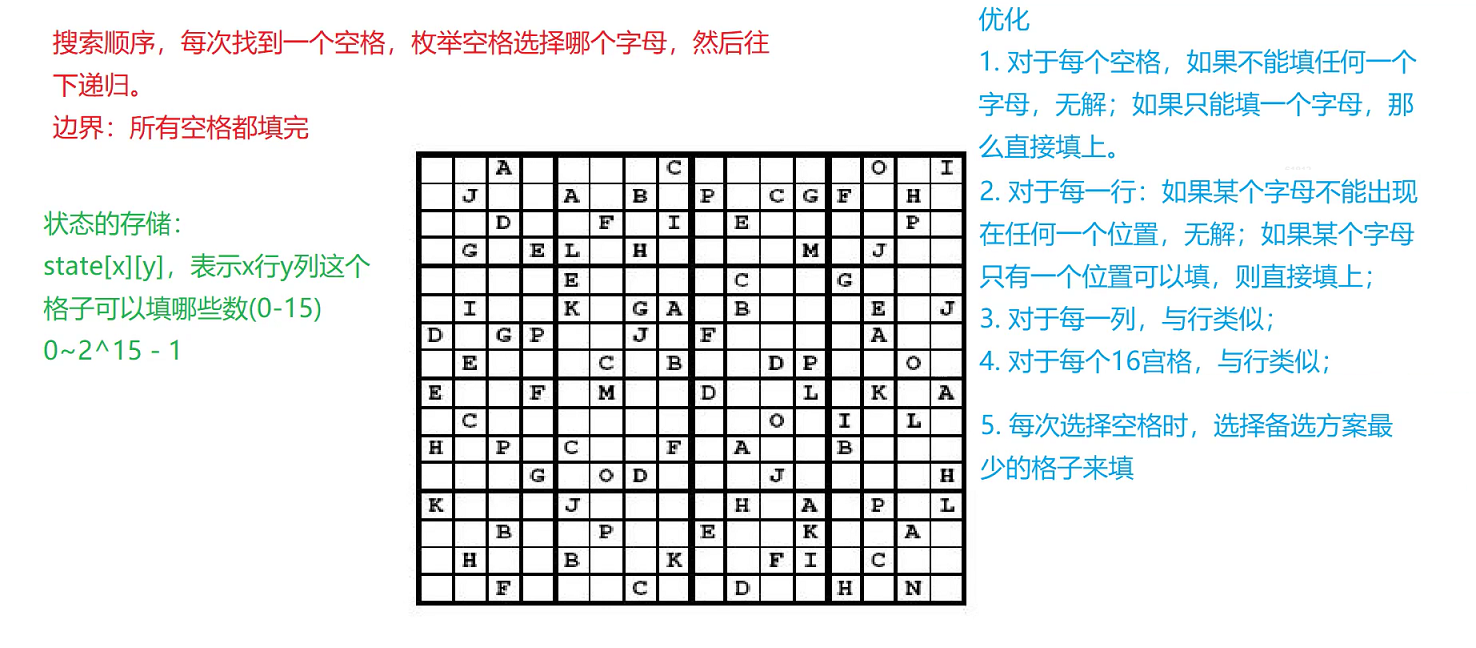 搜索顺序，每次找到一个空格，枚举空格选择哪个字母，然后往
下递归。
边界：所有空格都填完
状态的存储：
state[x][y]，表示x行y列这个
格子可以填哪些数(0-15)
0~2^15 - 1
A C O I
J A B P C G F H
D F I E P
G E L H M J
E C G
I K G A B E J
D G P J F A
E C B D P O
E F M D L K A
C O I L
H P C F A B
G O D J H
K J H A P L
B P E K A
H B K F I C
F C D H N
优化
1. 对于每个空格，如果不能填任何一个
字母，无解；如果只能填一个字母，那
么直接填上。
2. 对于每一行：如果某个字母不能出现
在任何一个位置，无解；如果某个字母
只有一个位置可以填，则直接填上；
3. 对于每一列，与行类似；
4. 对于每个16宫格，与行类似；
5. 每次选择空格时，选择备选方案最
少的格子来填